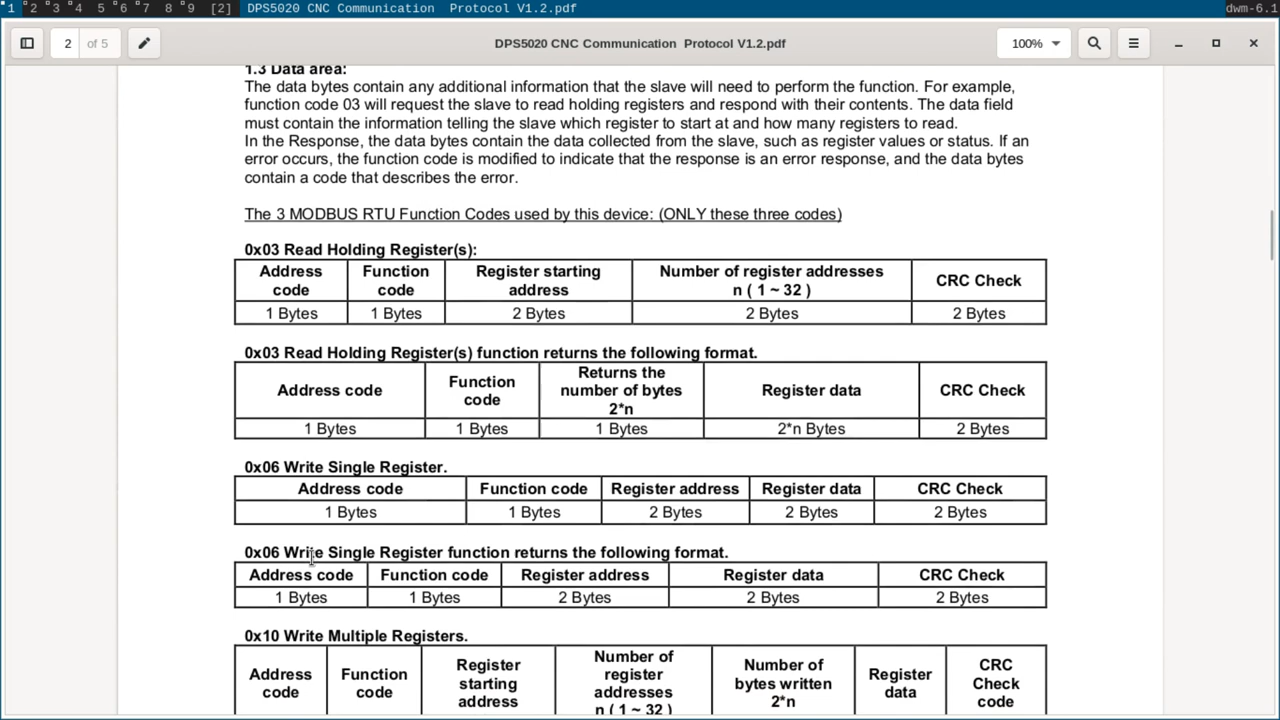 1 2 3 4 5 6 7 8 9 [2] DPS5020 CNC Communication Protocol V1.2.pdf dwm-6.1
2 of 5 DPS5020 CNC Communication Protocol V1.2.pdf 100%
1.3 Data area:
The data bytes contain any additional information that the slave will need to perform the function. For example,
function code 03 will request the slave to read holding registers and respond with their contents. The data field
must contain the information telling the slave which register to start at and how many registers to read.
In the Response, the data bytes contain the data collected from the slave, such as register values or status. If an
error occurs, the function code is modified to indicate that the response is an error response, and the data bytes
contain a code that describes the error.
The 3 MODBUS RTU Function Codes used by this device: (ONLY these three codes)
0x03 Read Holding Register(s):
Address code Function code Register starting address Number of register addresses n ( 1 ~ 32 ) CRC Check
1 Bytes 1 Bytes 2 Bytes 2 Bytes 2 Bytes
0x03 Read Holding Register(s) function returns the following format.
Address code Function code Returns the number of bytes 2*n Register data CRC Check
1 Bytes 1 Bytes 1 Bytes 2*n Bytes 2 Bytes
0x06 Write Single Register.
Address code Function code Register address Register data CRC Check
1 Bytes 1 Bytes 2 Bytes 2 Bytes 2 Bytes
0x06 Write Single Register function returns the following format.
Address code Function code Register address Register data CRC Check
1 Bytes 1 Bytes 2 Bytes 2 Bytes 2 Bytes
0x10 Write Multiple Registers.
Address code Function code Register starting address Number of register addresses n ( 1 ~ 32 ) Number of bytes written 2*n Register data CRC Check code